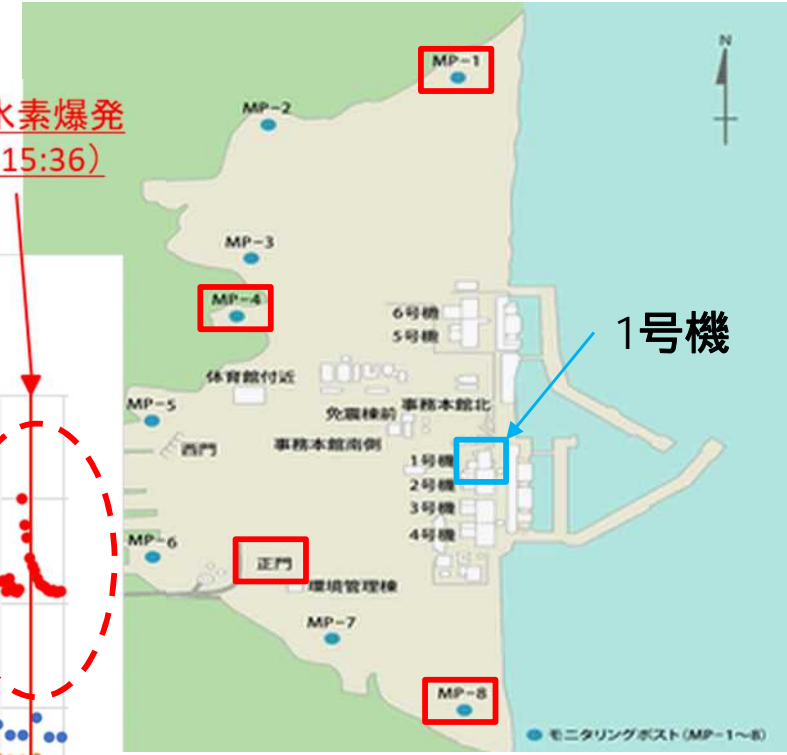 水素爆発
15:36）
N
MP-1
MP-2
MP-3
MP-4
6号機
5号機
1号機
体育館付近
MP-5
免震棟前
事務本館北
西門
事務本館南側
1号機
2号機
3号機
4号機
MP-6
正門
環境管理棟
MP-7
MP-8
モニタリングポスト（MP-1～8）